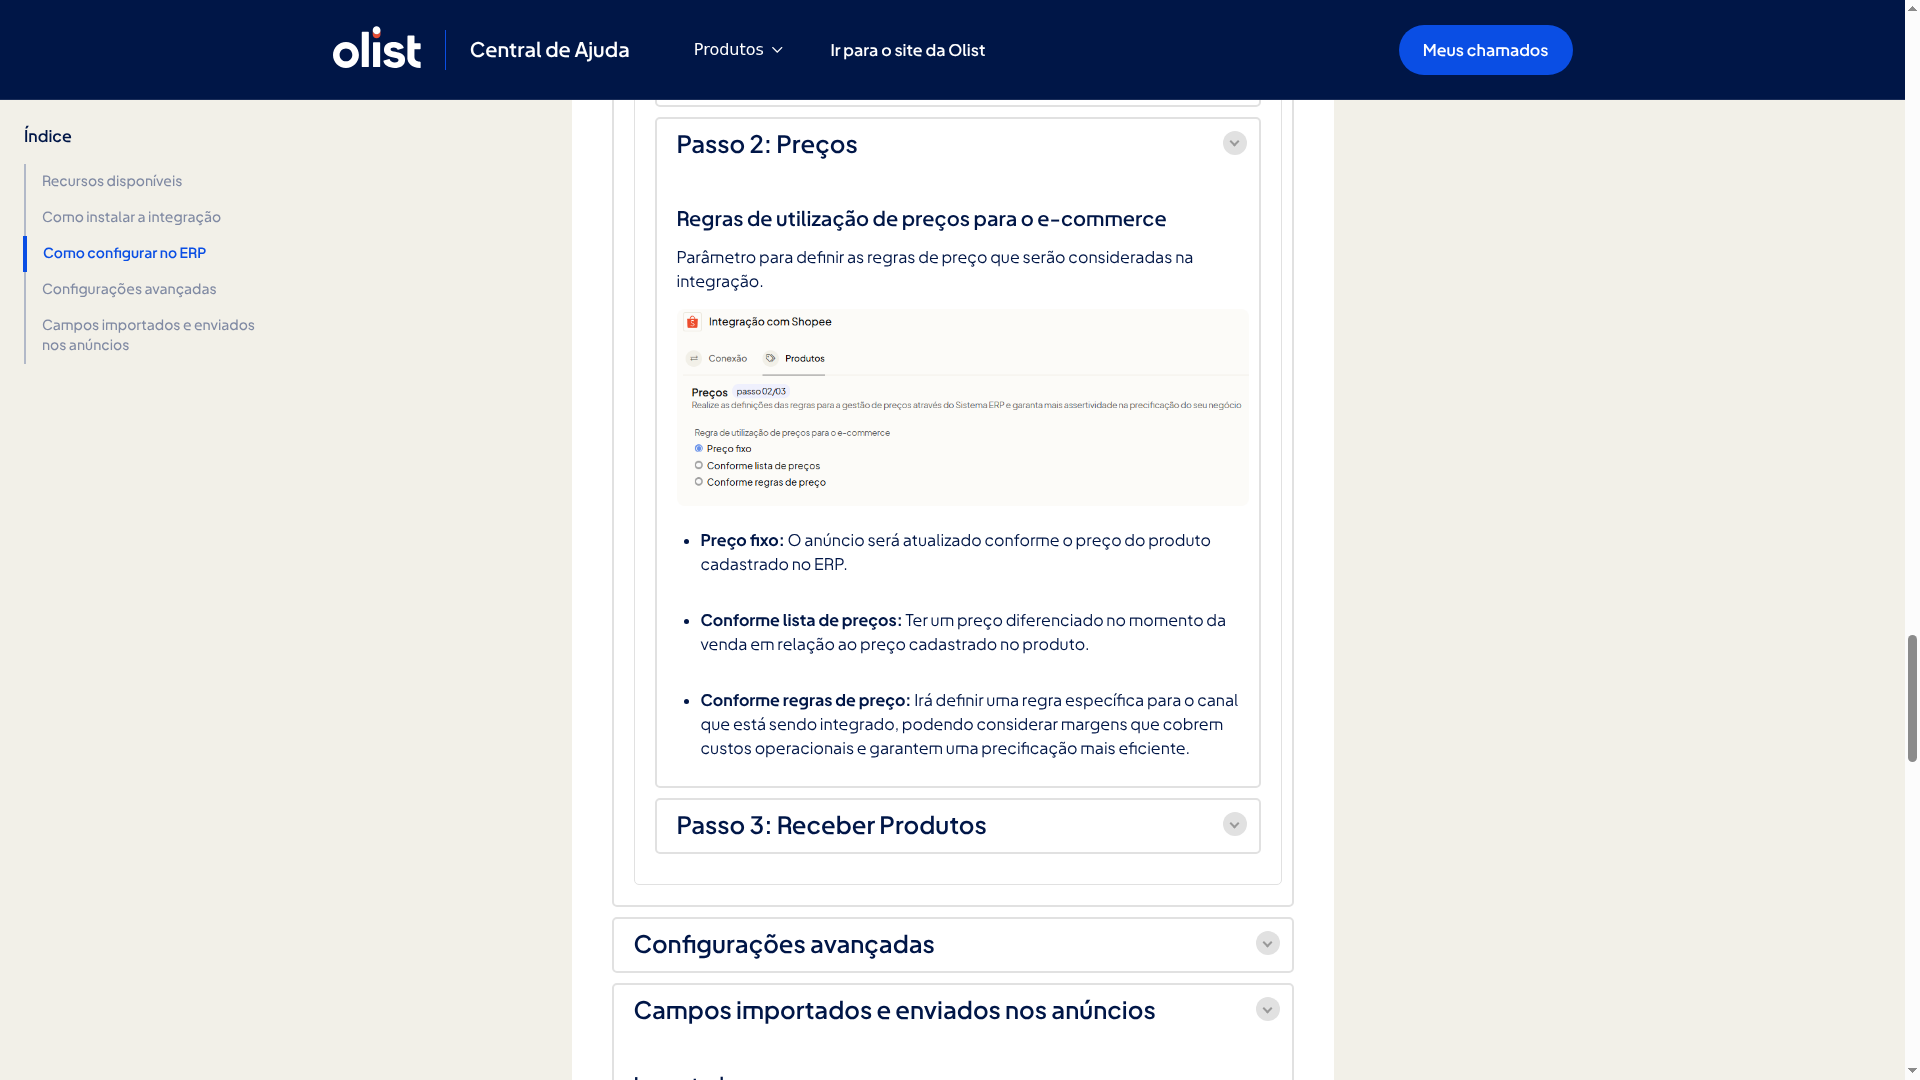 olist
Central de Ajuda
Produtos
Ir para o site da Olist
Meus chamados
Índice
Recursos disponíveis
Como instalar a integração
Como configurar no ERP
Configurações avançadas
Campos importados e enviados
nos anúncios
Passo 2: Preços
Regras de utilização de preços para o e-commerce
Parâmetro para definir as regras de preço que serão consideradas na
integração.
Integração com Shopee
Conexão
Produtos
Preços passo 02/03
Realize as definições das regras para a gestão de preços através do Sistema ERP e garanta mais assertividade na precificação do seu negócio
Regra de utilização de preços para o e-commerce
Preço fixo
Conforme lista de preços
Conforme regras de preço
• Preço fixo: O anúncio será atualizado conforme o preço do produto
cadastrado no ERP.
• Conforme lista de preços: Ter um preço diferenciado no momento da
venda em relação ao preço cadastrado no produto.
• Conforme regras de preço: Irá definir uma regra específica para o canal
que está sendo integrado, podendo considerar margens que cobrem
custos operacionais e garantem uma precificação mais eficiente.
Passo 3: Receber Produtos
Configurações avançadas
Campos importados e enviados nos anúncios